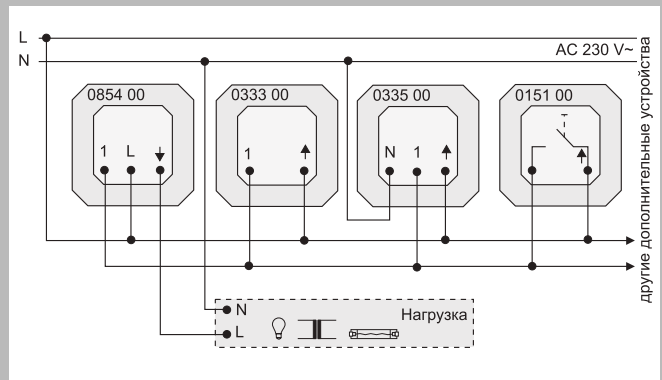 L
N
AC 230 V~
0854 00
0333 00
0335 00
0151 00
1 L
1
N 1
N
L
Нагрузка
другие дополнительные устройства